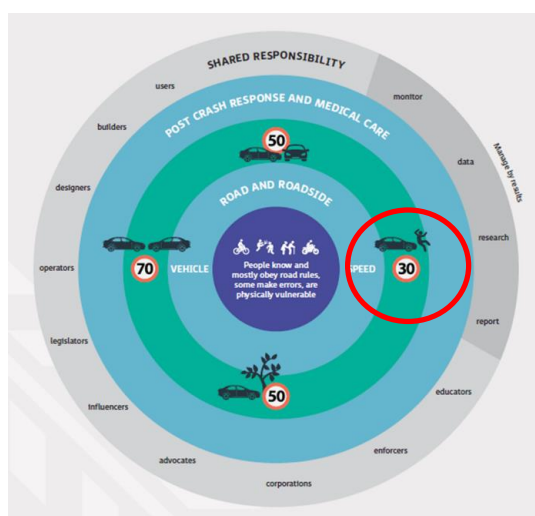 SHARED RESPONSIBILITY
users
builders
designers
operators
legislators
Influencers
advocates
corporations
enforcers
educators
monitor
data
research
report
Manage by results
POST CRASH RESPONSE AND MEDICAL CARE
50
ROAD AND ROADSIDE
70
VEHICLE
People know and
mostly obey road rules,
some make errors, are
physically vulnerable
SPEED
30
50